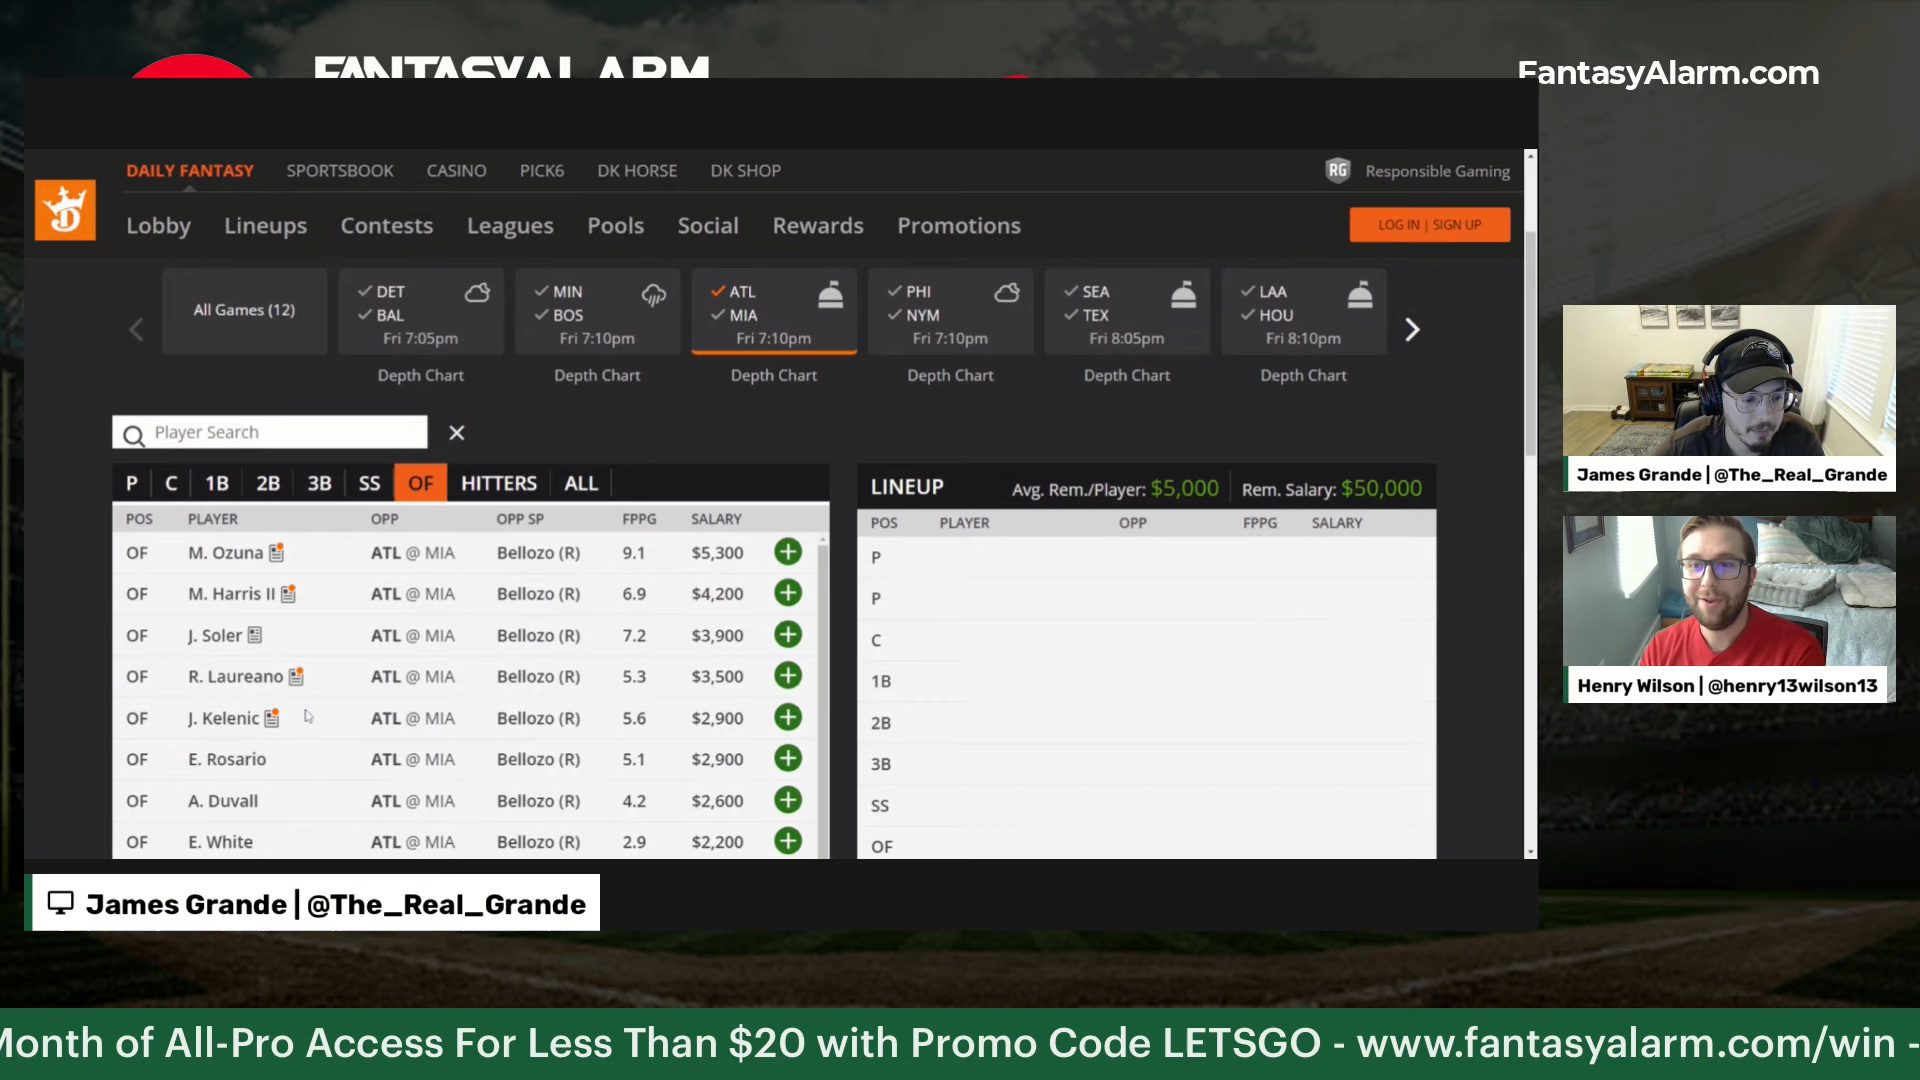 FANTASYALARM
FantasyAlarm.com
DAILY FANTASY SPORTSBOOK CASINO PICK6 DK HORSE DK SHOP
RG Responsible Gaming
D
Lobby Lineups Contests Leagues Pools Social Rewards Promotions
LOG IN | SIGN UP
All Games (12)
DET
BAL
Fri 7:05pm
Depth Chart
MIN
BOS
Fri 7:10pm
Depth Chart
ATL
MIA
Fri 7:10pm
Depth Chart
PHI
NYM
Fri 7:10pm
Depth Chart
SEA
TEX
Fri 8:05pm
Depth Chart
LAA
HOU
Fri 8:10pm
Depth Chart
Player Search
P C 1B 2B 3B SS OF HITTERS ALL
POS PLAYER OPP OPP SP FPPG SALARY
OF M. Ozuna ATL @ MIA Bellozo (R) 9.1 $5,300
OF M. Harris II ATL @ MIA Bellozo (R) 6.9 $4,200
OF J. Soler ATL @ MIA Bellozo (R) 7.2 $3,900
OF R. Laureano ATL @ MIA Bellozo (R) 5.3 $3,500
OF J. Kelenic ATL @ MIA Bellozo (R) 5.6 $2,900
OF E. Rosario ATL @ MIA Bellozo (R) 5.1 $2,900
OF A. Duvall ATL @ MIA Bellozo (R) 4.2 $2,600
OF E. White ATL @ MIA Bellozo (R) 2.9 $2,200
LINEUP Avg. Rem./Player: $5,000 Rem. Salary: $50,000
POS PLAYER OPP FPPG SALARY
P
P
C
1B
2B
3B
SS
OF
James Grande | @The_Real_Grande
Henry Wilson | @henry13wilson13
James Grande | @The_Real_Grande
Month of All-Pro Access For Less Than $20 with Promo Code LETSGO - www.fantasyalarm.com/win -